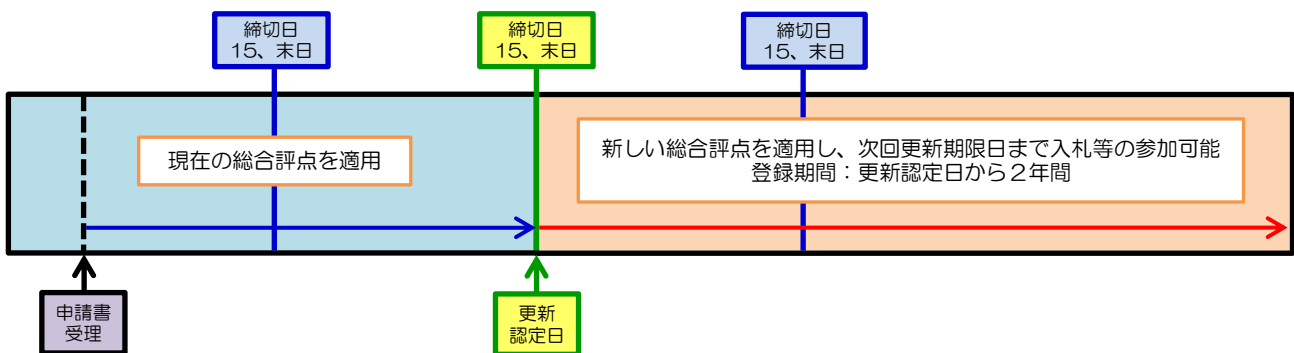 締切日
15、末日
締切日
15、末日
締切日
15、末日
現在の総合評点を適用
新しい総合評点を適用し、次回更新期限日まで入札等の参加可能
登録期間：更新認定日から２年間
申請書
受理
更新
認定日